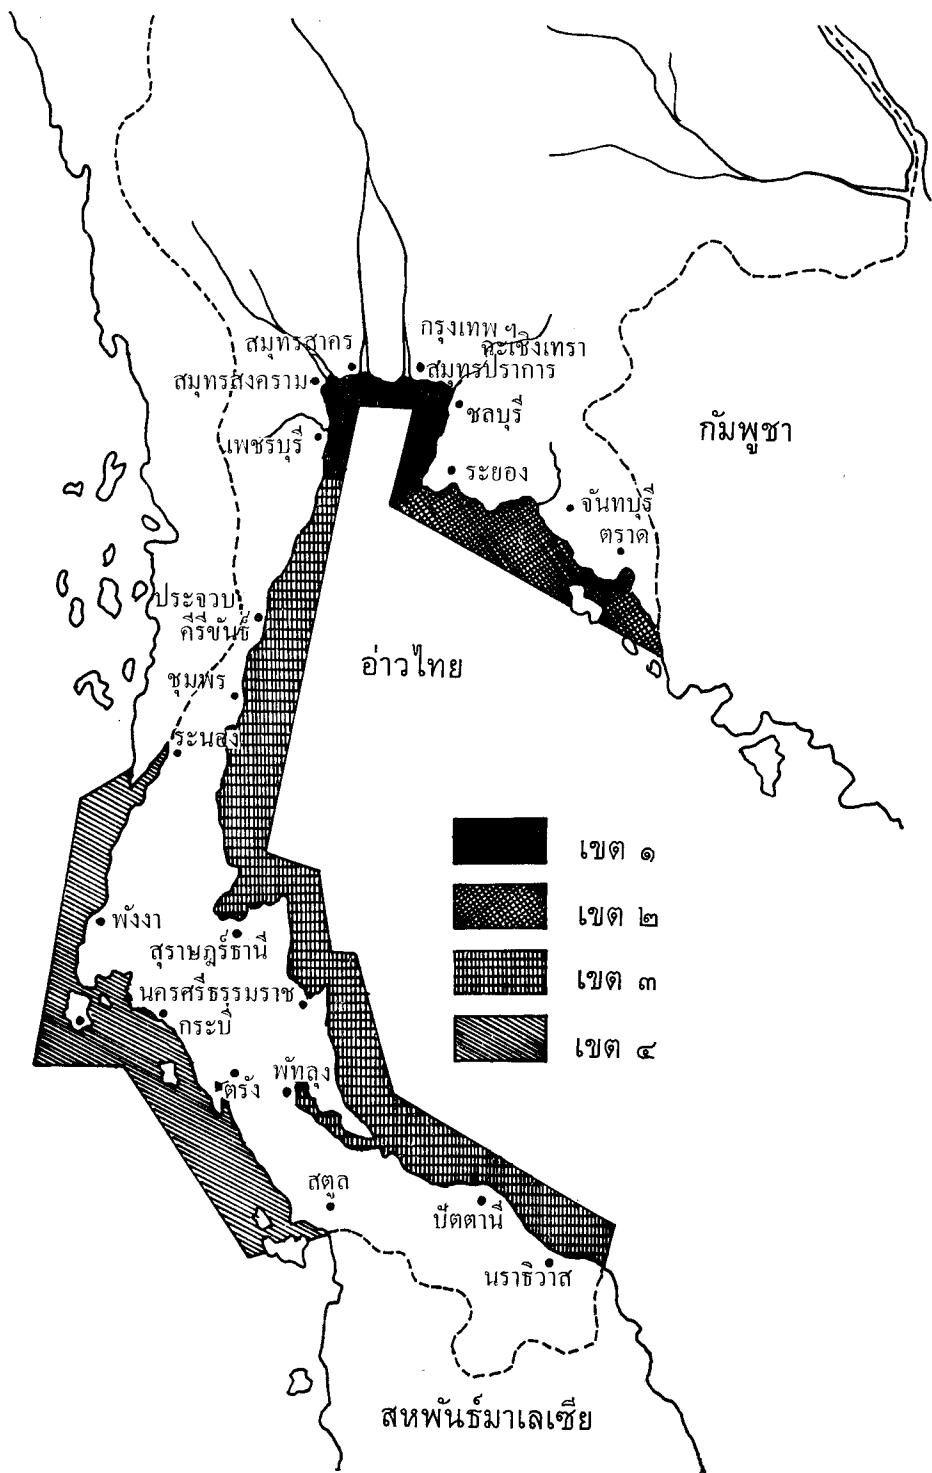 กรุงเทพ ฯ
สมุทรสาคร
ฉะเชิงเทรา
สมุทรปราการ
สมุทรสงคราม
ชลบุรี
กัมพูชา
เพชรบุรี
ระยอง
จันทบุรี
ตราด
ประจวบ
คีรีขันธ์
อ่าวไทย
ชุมพร
ระนอง
เขต ๑
เขต ๒
พังงา
สุราษฎร์ธานี
เขต ๓
นครศรีธรรมราช
กระบี่
เขต ๔
พัทลุง
ตรัง
สตูล
ปัตตานี
นราธิวาส
สหพันธ์มาเลเซีย